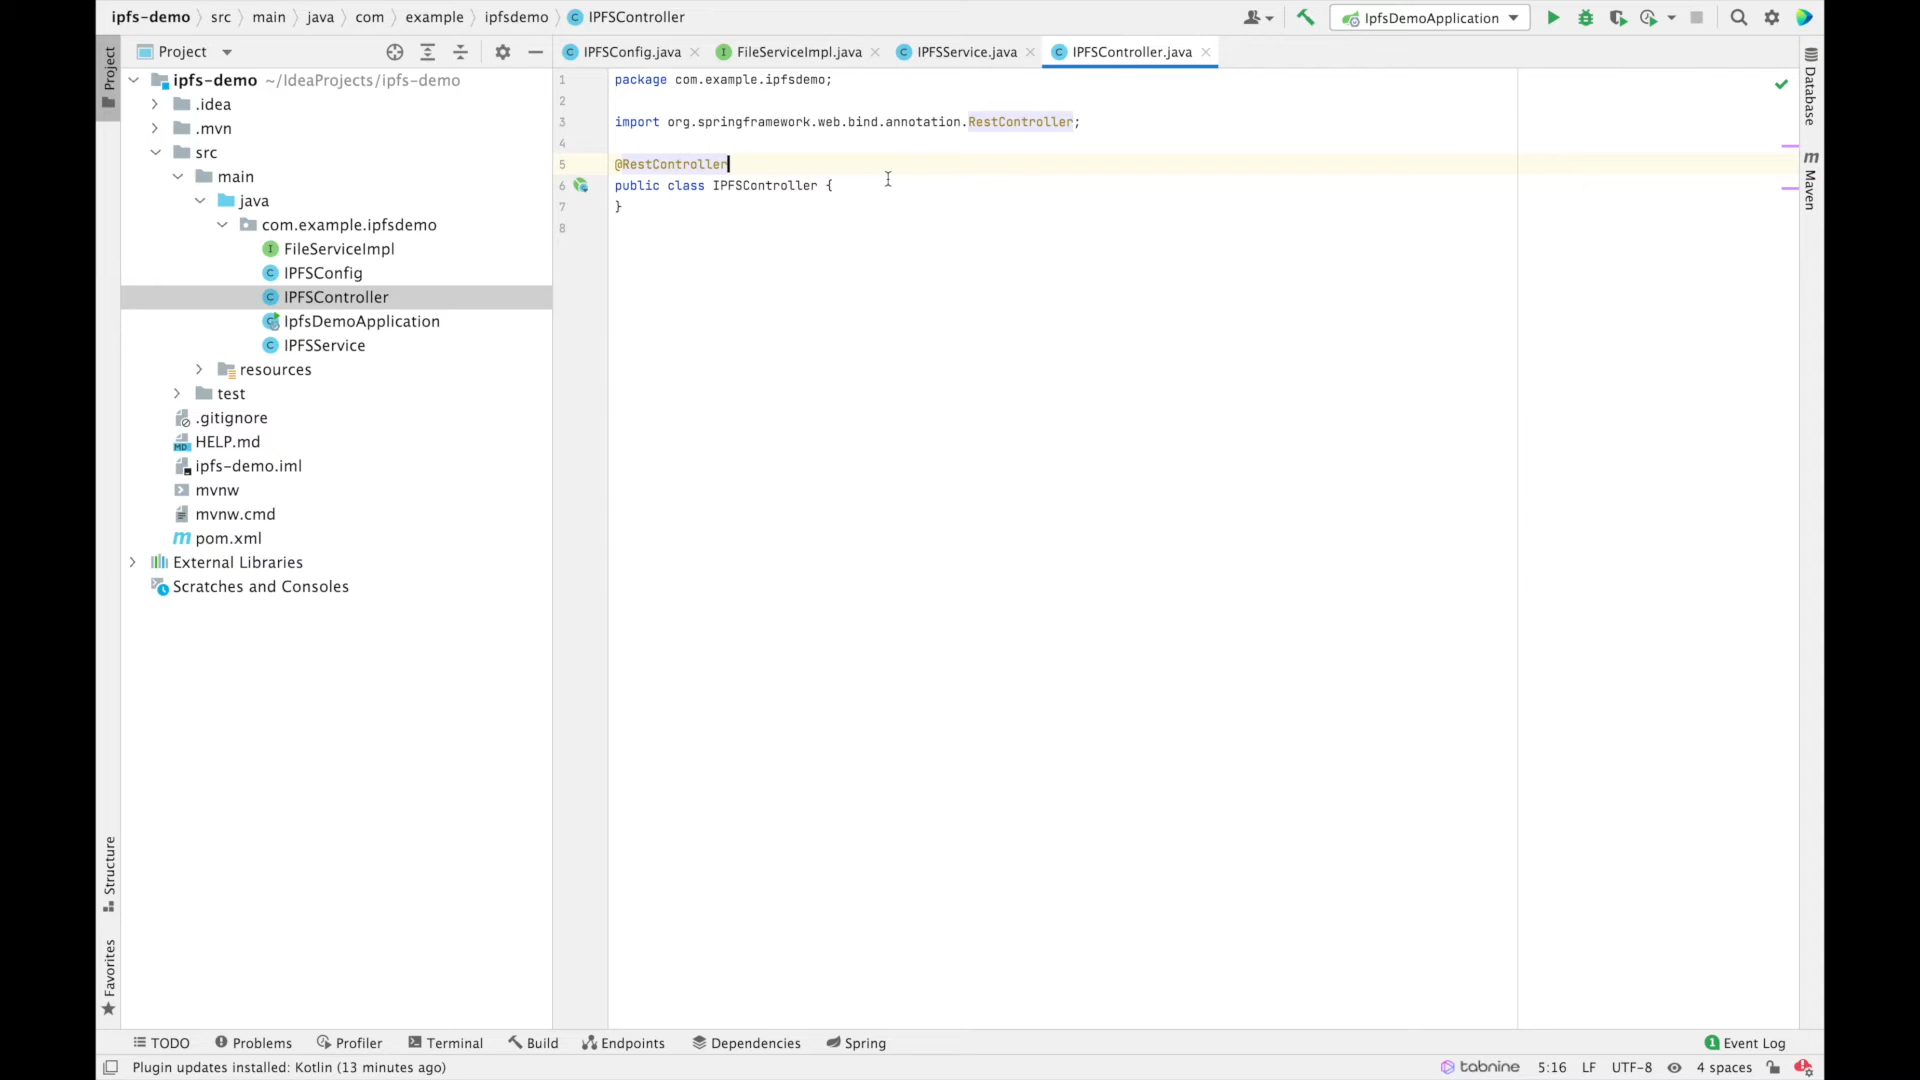 ipfs-demo src main java com example ipfsdemo IPFSController
IpfsDemoApplication
Project
IPFSConfig.java FileServiceImpl.java IPFSService.java IPFSController.java
Project
Database
Maven
ipfs-demo ~/IdeaProjects/ipfs-demo
.idea
.mvn
src
main
java
com.example.ipfsdemo
FileServiceImpl
IPFSConfig
IPFSController
IpfsDemoApplication
IPFSService
resources
test
.gitignore
HELP.md
ipfs-demo.iml
mvnw
mvnw.cmd
pom.xml
External Libraries
Scratches and Consoles
1 package com.example.ipfsdemo;
2
3 import org.springframework.web.bind.annotation.RestController;
4
5 @RestController
6 public class IPFSController {
7 }
8
Structure
Favorites
TODO Problems Profiler Terminal Build Endpoints Dependencies Spring 1 Event Log
Plugin updates installed: Kotlin (13 minutes ago) tabnine 5:16 LF UTF-8 4 spaces